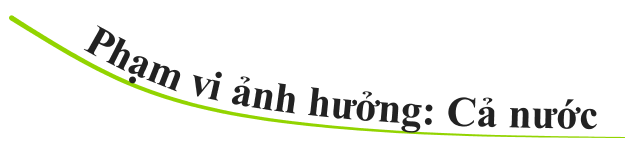 Phạm vi ảnh hưởng: Cả nước